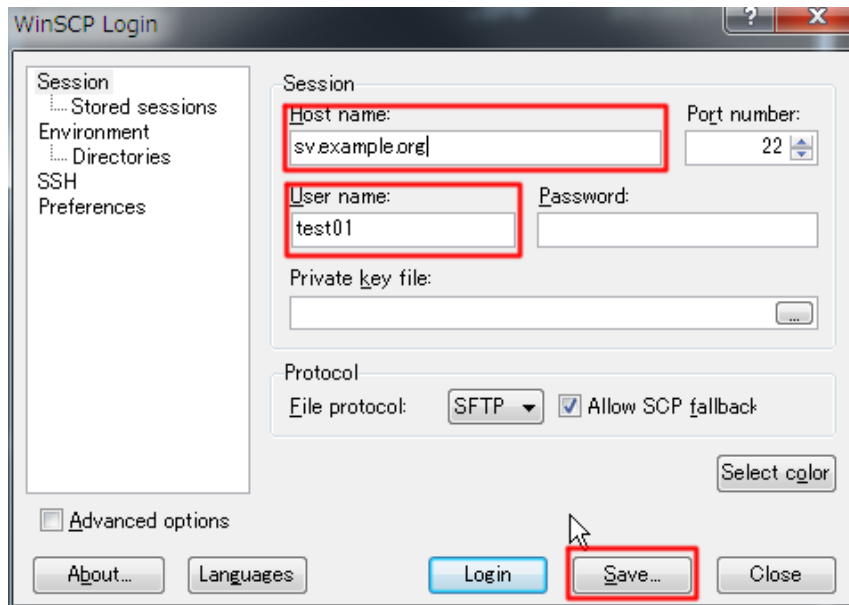 WinSCP Login
? X
Session
Stored sessions
Environment
Directories
SSH
Preferences
Session
Host name: Port number:
sv.example.org 22
User name: Password:
test01
Private key file:
...
Protocol
File protocol: SFTP Allow SCP fallback
Select color
Advanced options
About... Languages Login Save... Close